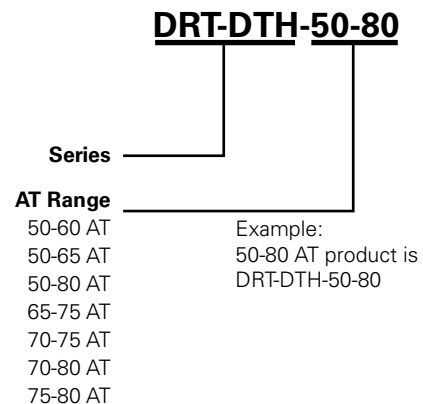 DRT-DTH-50-80
Series
AT Range
50-60 AT
50-65 AT
50-80 AT
65-75 AT
70-75 AT
70-80 AT
75-80 AT
Example:
50-80 AT product is
DRT-DTH-50-80